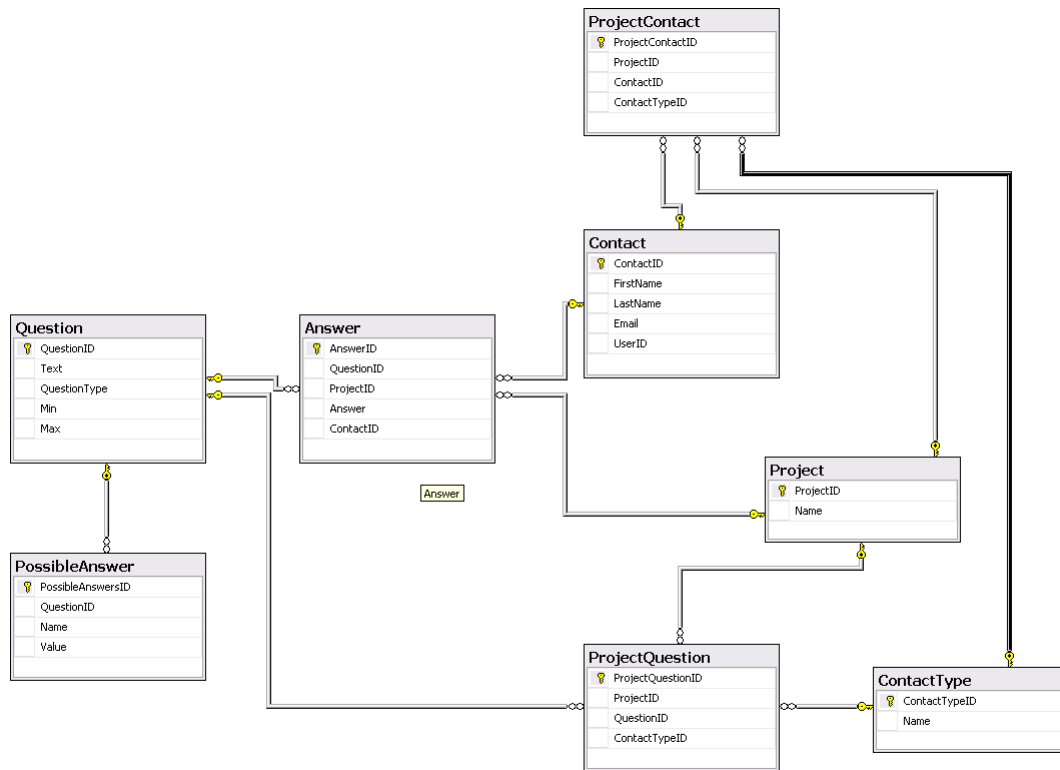 ProjectContact
ProjectContactID
ProjectID
ContactID
ContactTypeID
Contact
ContactID
FirstName
LastName
Email
UserID
Question
QuestionID
Text
QuestionType
Min
Max
Answer
AnswerID
QuestionID
ProjectID
Answer
ContactID
Answer
Project
ProjectID
Name
PossibleAnswer
PossibleAnswersID
QuestionID
Name
Value
ProjectQuestion
ProjectQuestionID
ProjectID
QuestionID
ContactTypeID
ContactType
ContactTypeID
Name